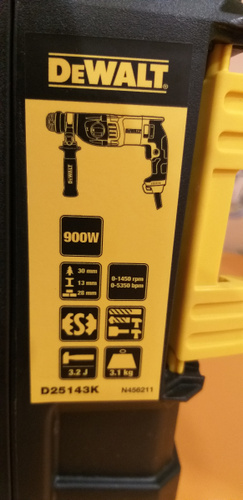 DEWALT®
900W
30 mm
13 mm
28 mm
0-1450 rpm
0-5350 bpm
3.2 J
3.1 kg
D25143K
N456211